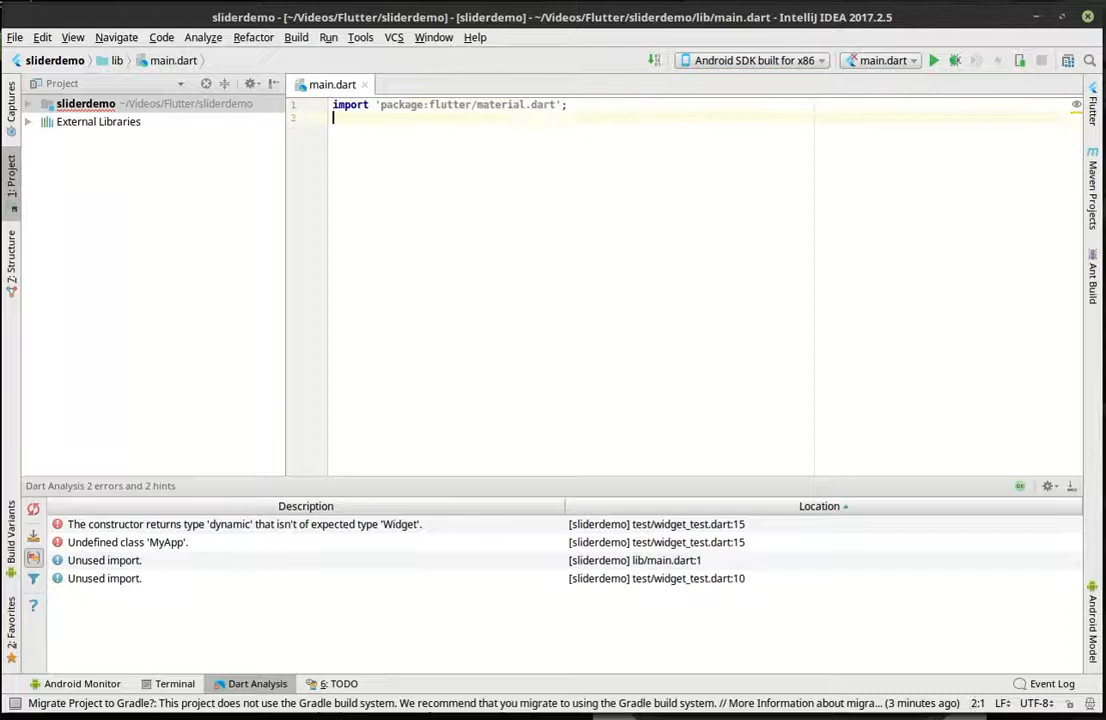 sliderdemo - [~/Videos/Flutter/sliderdemo] - [sliderdemo] - ~/Videos/Flutter/sliderdemo/lib/main.dart - IntelliJ IDEA 2017.2.5
File Edit View Navigate Code Analyze Refactor Build Run Tools VCS Window Help
sliderdemo lib main.dart Android SDK built for x86 main.dart
Project main.dart
sliderdemo ~/Videos/Flutter/sliderdemo
External Libraries
1 import 'package:flutter/material.dart';
2
Captures
1: Project
7: Structure
Build Variants
2: Favorites
Flutter
Maven Projects
Ant Build
Android Model
Dart Analysis 2 errors and 2 hints
Description Location
The constructor returns type 'dynamic' that isn't of expected type 'Widget'. [sliderdemo] test/widget_test.dart:15
Undefined class 'MyApp'. [sliderdemo] test/widget_test.dart:15
Unused import. [sliderdemo] lib/main.dart:1
Unused import. [sliderdemo] test/widget_test.dart:10
Android Monitor Terminal Dart Analysis 6: TODO Event Log
Migrate Project to Gradle?: This project does not use the Gradle build system. We recommend that you migrate to using the Gradle build system. // More Information about migra... (3 minutes ago) 2:1 LF UTF-8